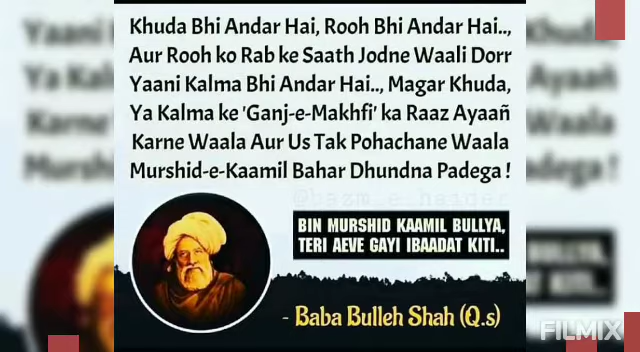 Khuda Bhi Andar Hai, Rooh Bhi Andar Hai..,
Aur Rooh ko Rab ke Saath Jodne Waali Dorr
Yaani Kalma Bhi Andar Hai.., Magar Khuda,
Ya Kalma ke 'Ganj-e-Makhfi' ka Raaz Ayaañ
Karne Waala Aur Us Tak Pohachane Waala
Murshid-e-Kaamil Bahar Dhundna Padega !
@bazm_e_haider
BIN MURSHID KAAMIL BULLYA,
TERI AEVE GAYI IBAADAT KITI..
- Baba Bulleh Shah (Q.s)
FILMIX